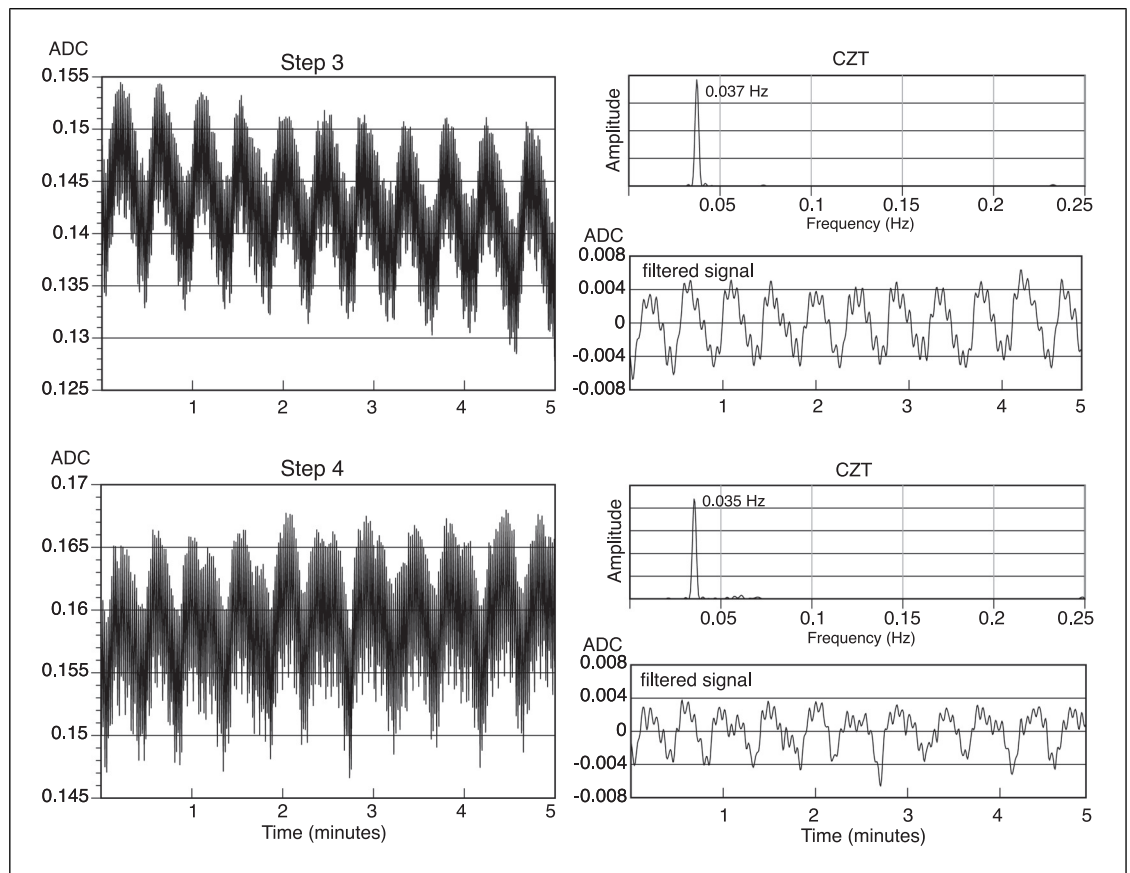 ADC
Step 3
0.155
0.15
0.145
0.14
0.135
0.13
0.125
1 2 3 4 5
CZT
Amplitude
0.037 Hz
0.05 0.1 0.15 0.2 0.25
Frequency (Hz)
ADC
filtered signal
0.008
0.004
0
-0.004
-0.008
1 2 3 4 5
ADC
Step 4
0.17
0.165
0.16
0.155
0.15
0.145
1 2 3 4 5
Time (minutes)
CZT
Amplitude
0.035 Hz
0.05 0.1 0.15 0.2 0.25
Frequency (Hz)
ADC
filtered signal
0.008
0.004
0
-0.004
-0.008
1 2 3 4 5
Time (minutes)